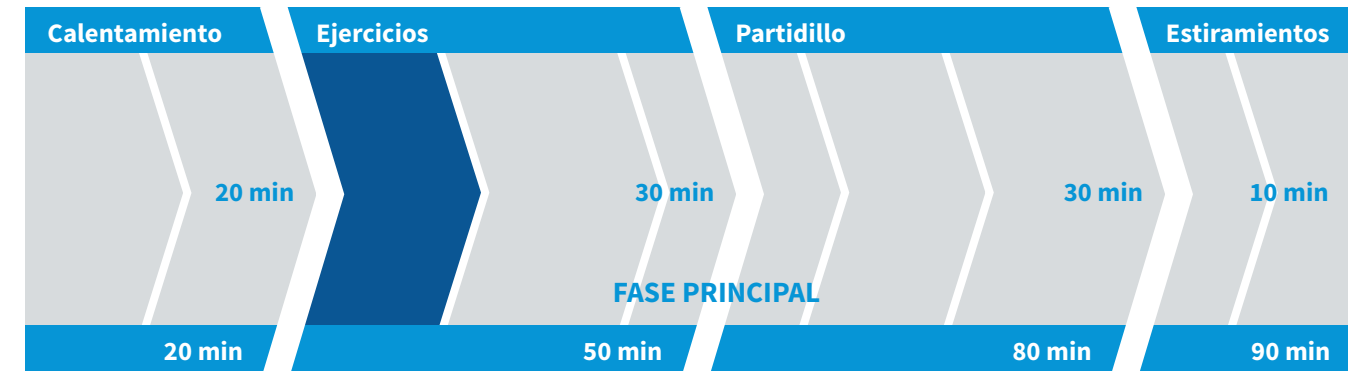 Calentamiento
Ejercicios
Partidillo
Estiramientos
20 min
30 min
30 min
10 min
FASE PRINCIPAL
20 min
50 min
80 min
90 min